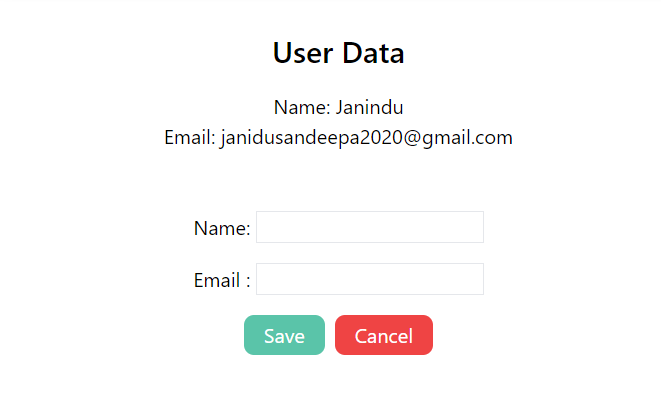 User Data
Name: Janindu
Email: janidusandeepa2020@gmail.com
Name:
Email :
Save Cancel